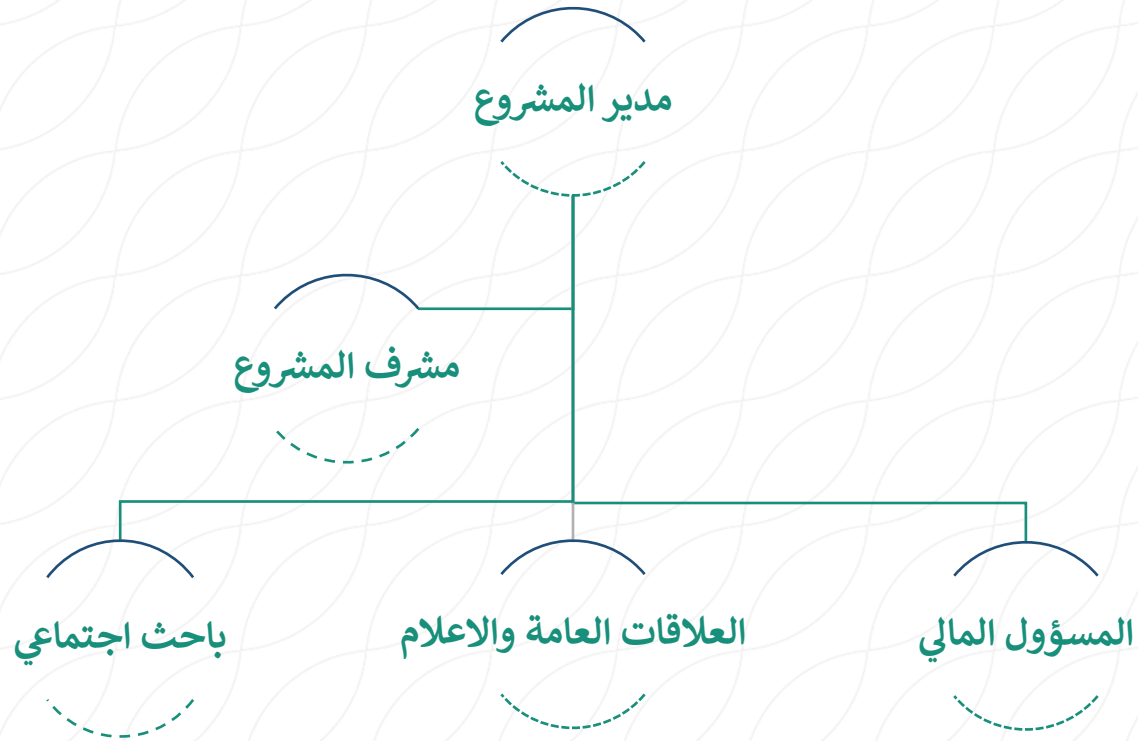 مدير المشروع
مشرف المشروع
المسؤول المالي
العلاقات العامة والاعلام
باحث اجتماعي